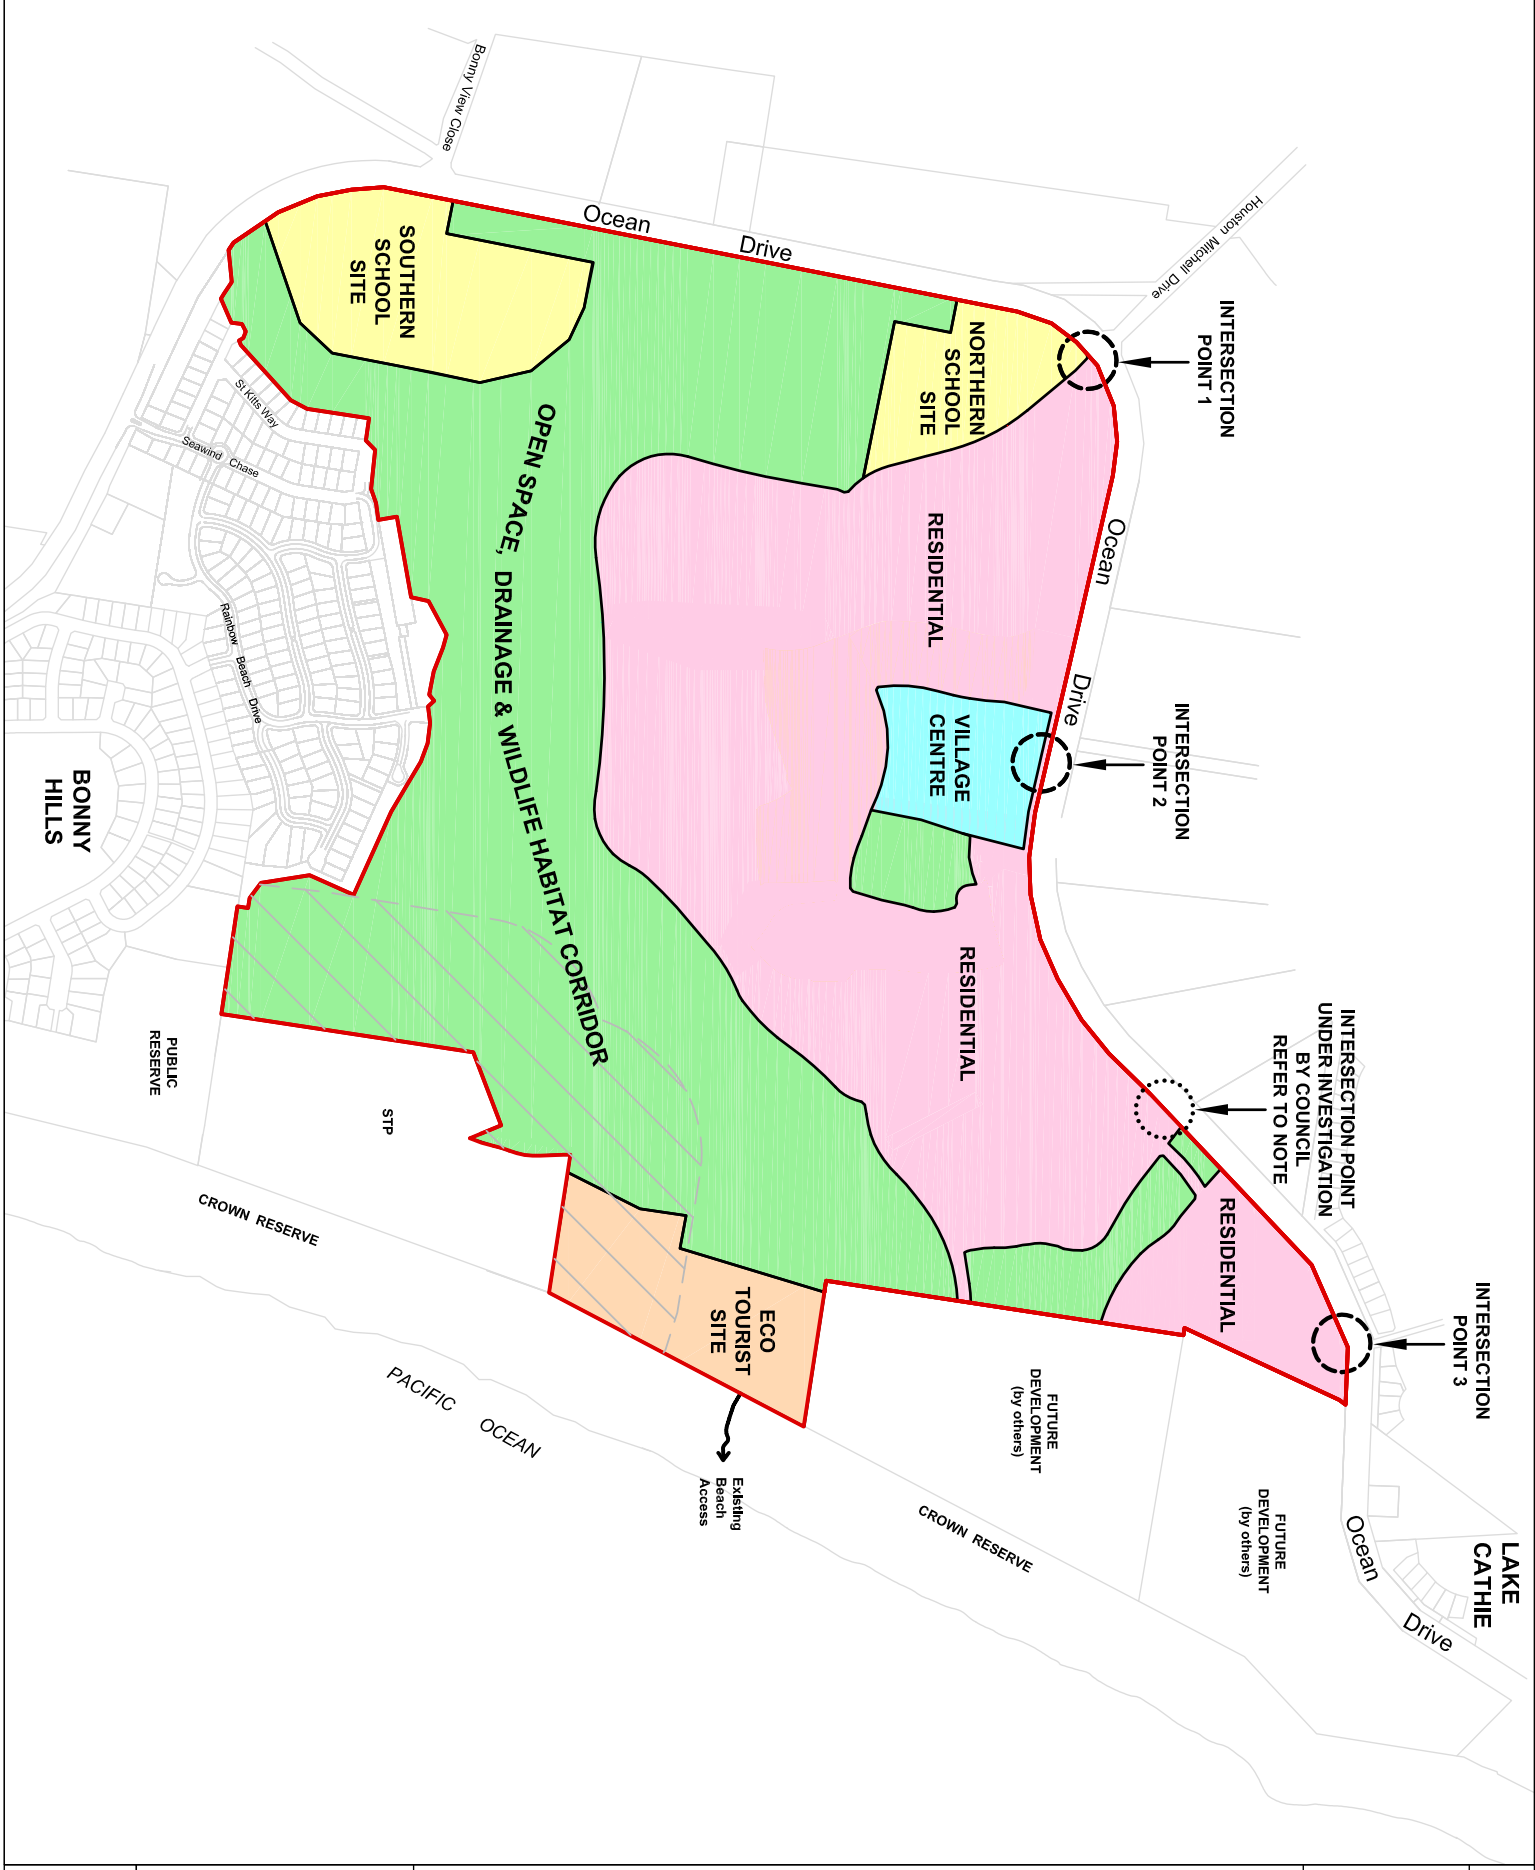 LAKE
CATHIE
Ocean
Drive
INTERSECTION
POINT 3
INTERSECTION POINT
UNDER INVESTIGATION
BY COUNCIL
REFER TO NOTE
INTERSECTION
POINT 2
INTERSECTION
POINT 1
Houston Mitchell Drive
Ocean
Drive
RESIDENTIAL
FUTURE
DEVELOPMENT
(by others)
FUTURE
DEVELOPMENT
(by others)
NORTHERN
SCHOOL
SITE
RESIDENTIAL
VILLAGE
CENTRE
RESIDENTIAL
CROWN RESERVE
Ocean
Drive
ECO
TOURIST
SITE
Existing
Beach
Access
OPEN SPACE, DRAINAGE & WILDLIFE HABITAT CORRIDOR
Bonny View Close
SOUTHERN
SCHOOL
SITE
PACIFIC OCEAN
STP
CROWN RESERVE
St Kitts Way
Seawind Chase
Rainbow Beach Drive
PUBLIC
RESERVE
BONNY
HILLS